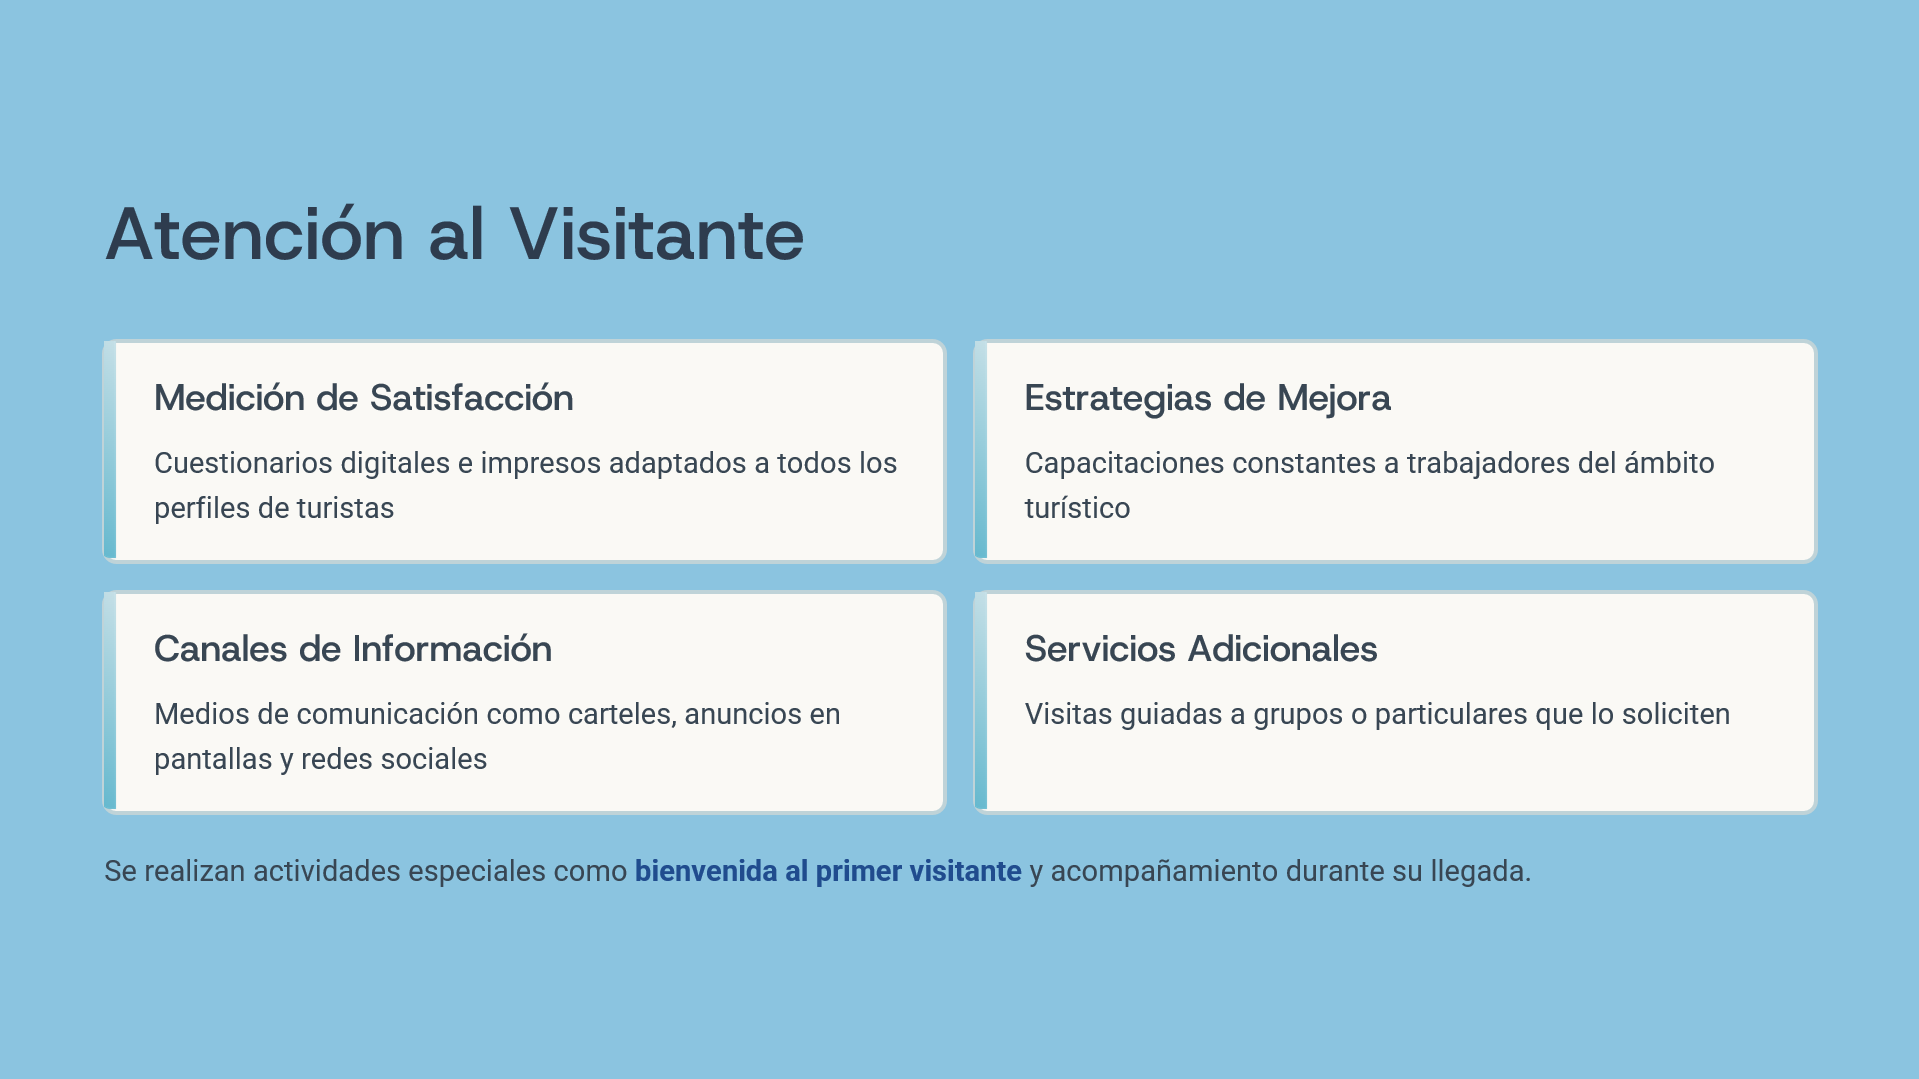 Atención al Visitante
Medición de Satisfacción
Cuestionarios digitales e impresos adaptados a todos los
perfiles de turistas
Estrategias de Mejora
Capacitaciones constantes a trabajadores del ámbito
turístico
Canales de Información
Medios de comunicación como carteles, anuncios en
pantallas y redes sociales
Servicios Adicionales
Visitas guiadas a grupos o particulares que lo soliciten
Se realizan actividades especiales como bienvenida al primer visitante y acompañamiento durante su llegada.